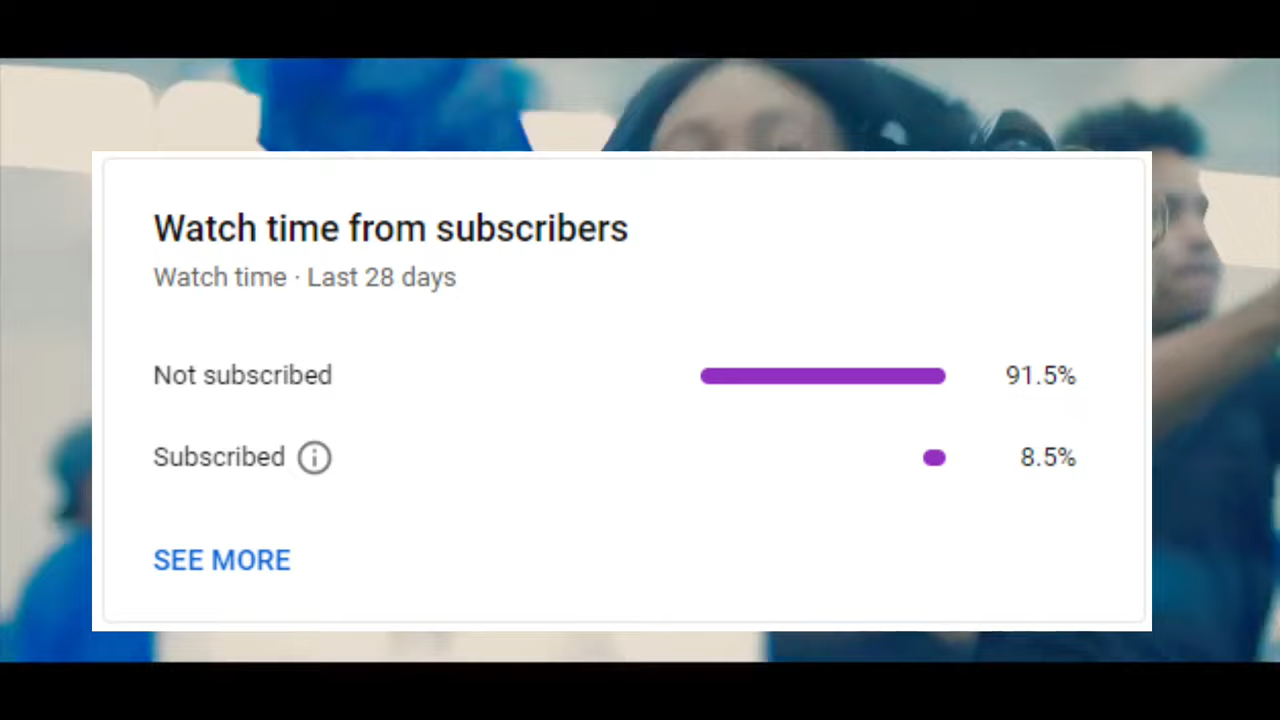 Watch time from subscribers
Watch time · Last 28 days
Not subscribed 91.5%
Subscribed 8.5%
SEE MORE